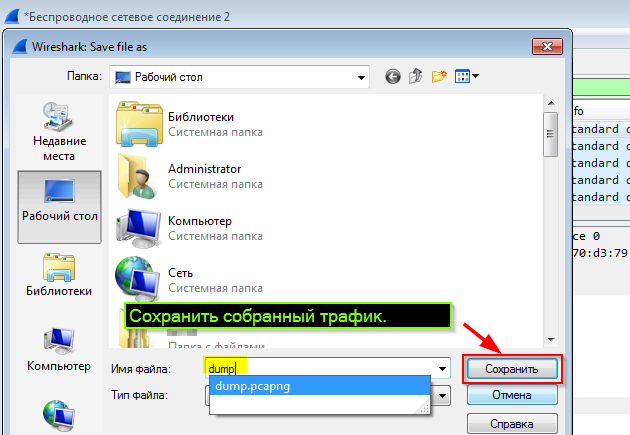 *Беспроводное сетевое соединение 2
Wireshark: Save file as
Папка:
Рабочий стол
Недавние
места
Рабочий стол
Библиотеки
Компьютер
Библиотеки
Системная папка
Administrator
Системная папка
Компьютер
Системная папка
Сеть
Системная папка
Сохранить собранный трафик.
Папка с файлами
Имя файла:
dump
Сохранить
dump.pcapng
Тип файла:
Отмена
Справка
fo
tandard
tandard
tandard
tandard
tandard
ce 0
70:d3:79